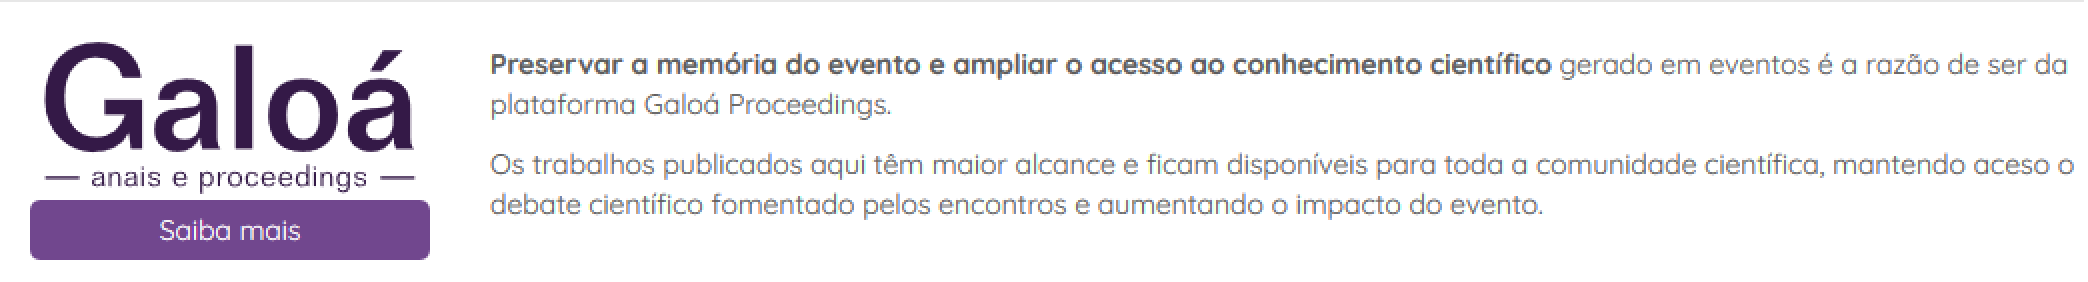 Galoá
anais e proceedings
Saiba mais
Preservar a memória do evento e ampliar o acesso ao conhecimento científico gerado em eventos é a razão de ser da
plataforma Galoá Proceedings.
Os trabalhos publicados aqui têm maior alcance e ficam disponíveis para toda a comunidade científica, mantendo aceso o
debate científico fomentado pelos encontros e aumentando o impacto do evento.